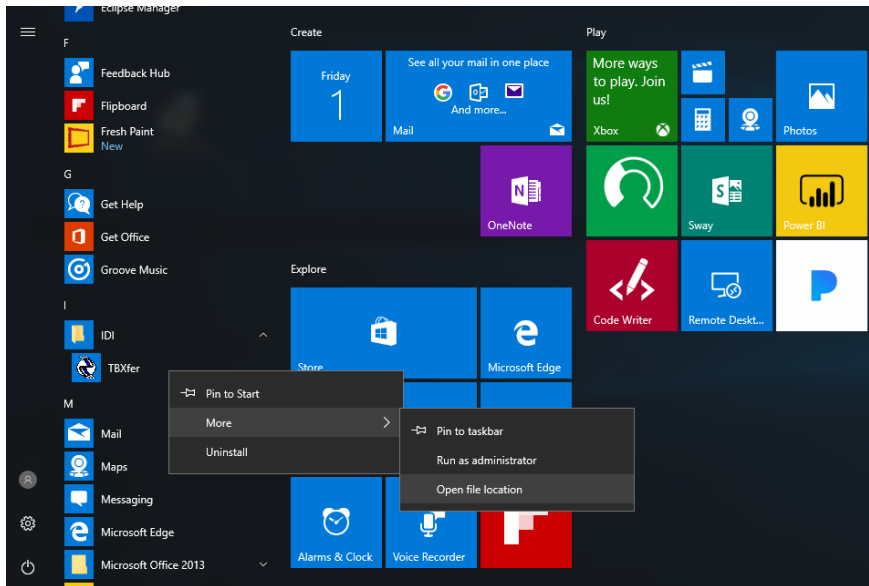 Eclipse Manager
F
Feedback Hub
Flipboard
Fresh Paint
New
G
Get Help
Get Office
Groove Music
I
IDI
TBXfer
M
Mail
Maps
Messaging
Microsoft Edge
Microsoft Office 2013
Pin to Start
More
Uninstall
Pin to taskbar
Run as administrator
Open file location
Create
Friday
1
See all your mail in one place
And more...
Mail
OneNote
Explore
Store
Microsoft Edge
Alarms & Clock
Voice Recorder
Play
More ways
to play. Join
us!
Xbox
Photos
Sway
Power BI
Code Writer
Remote Deskt...